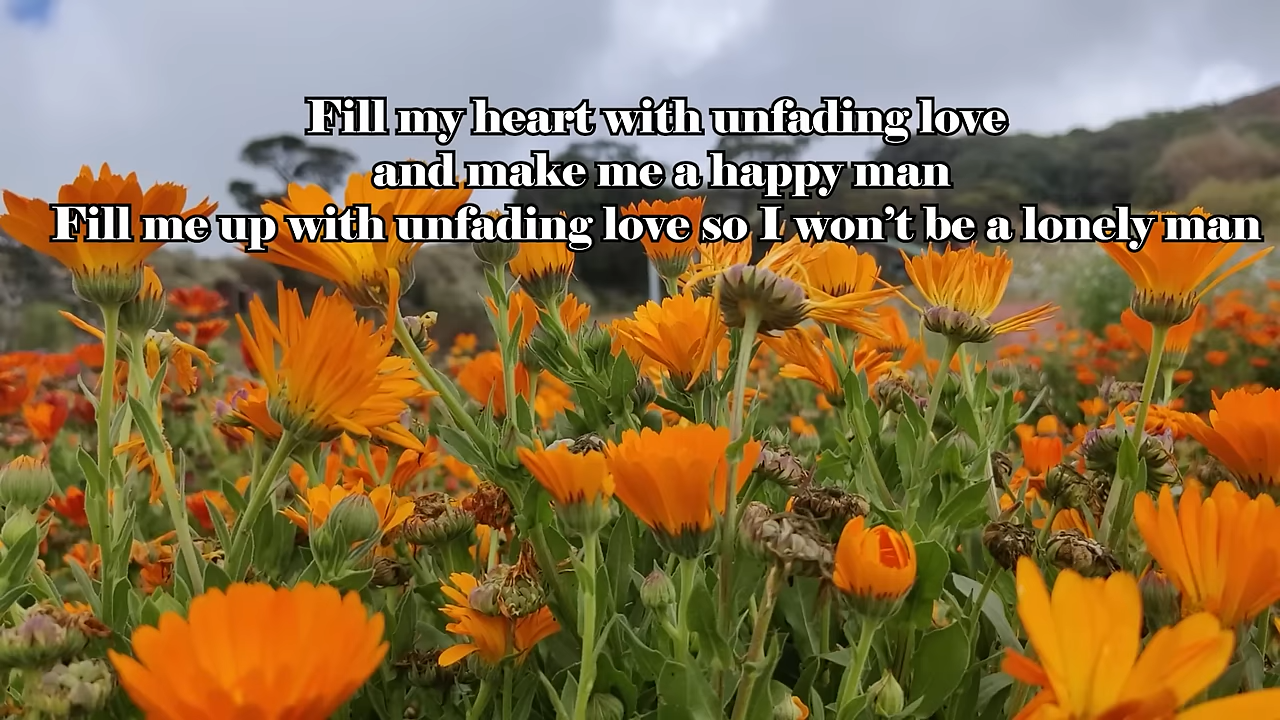 Fill my heart with unfading love
and make me a happy man
Fill me up with unfading love so I won’t be a lonely man